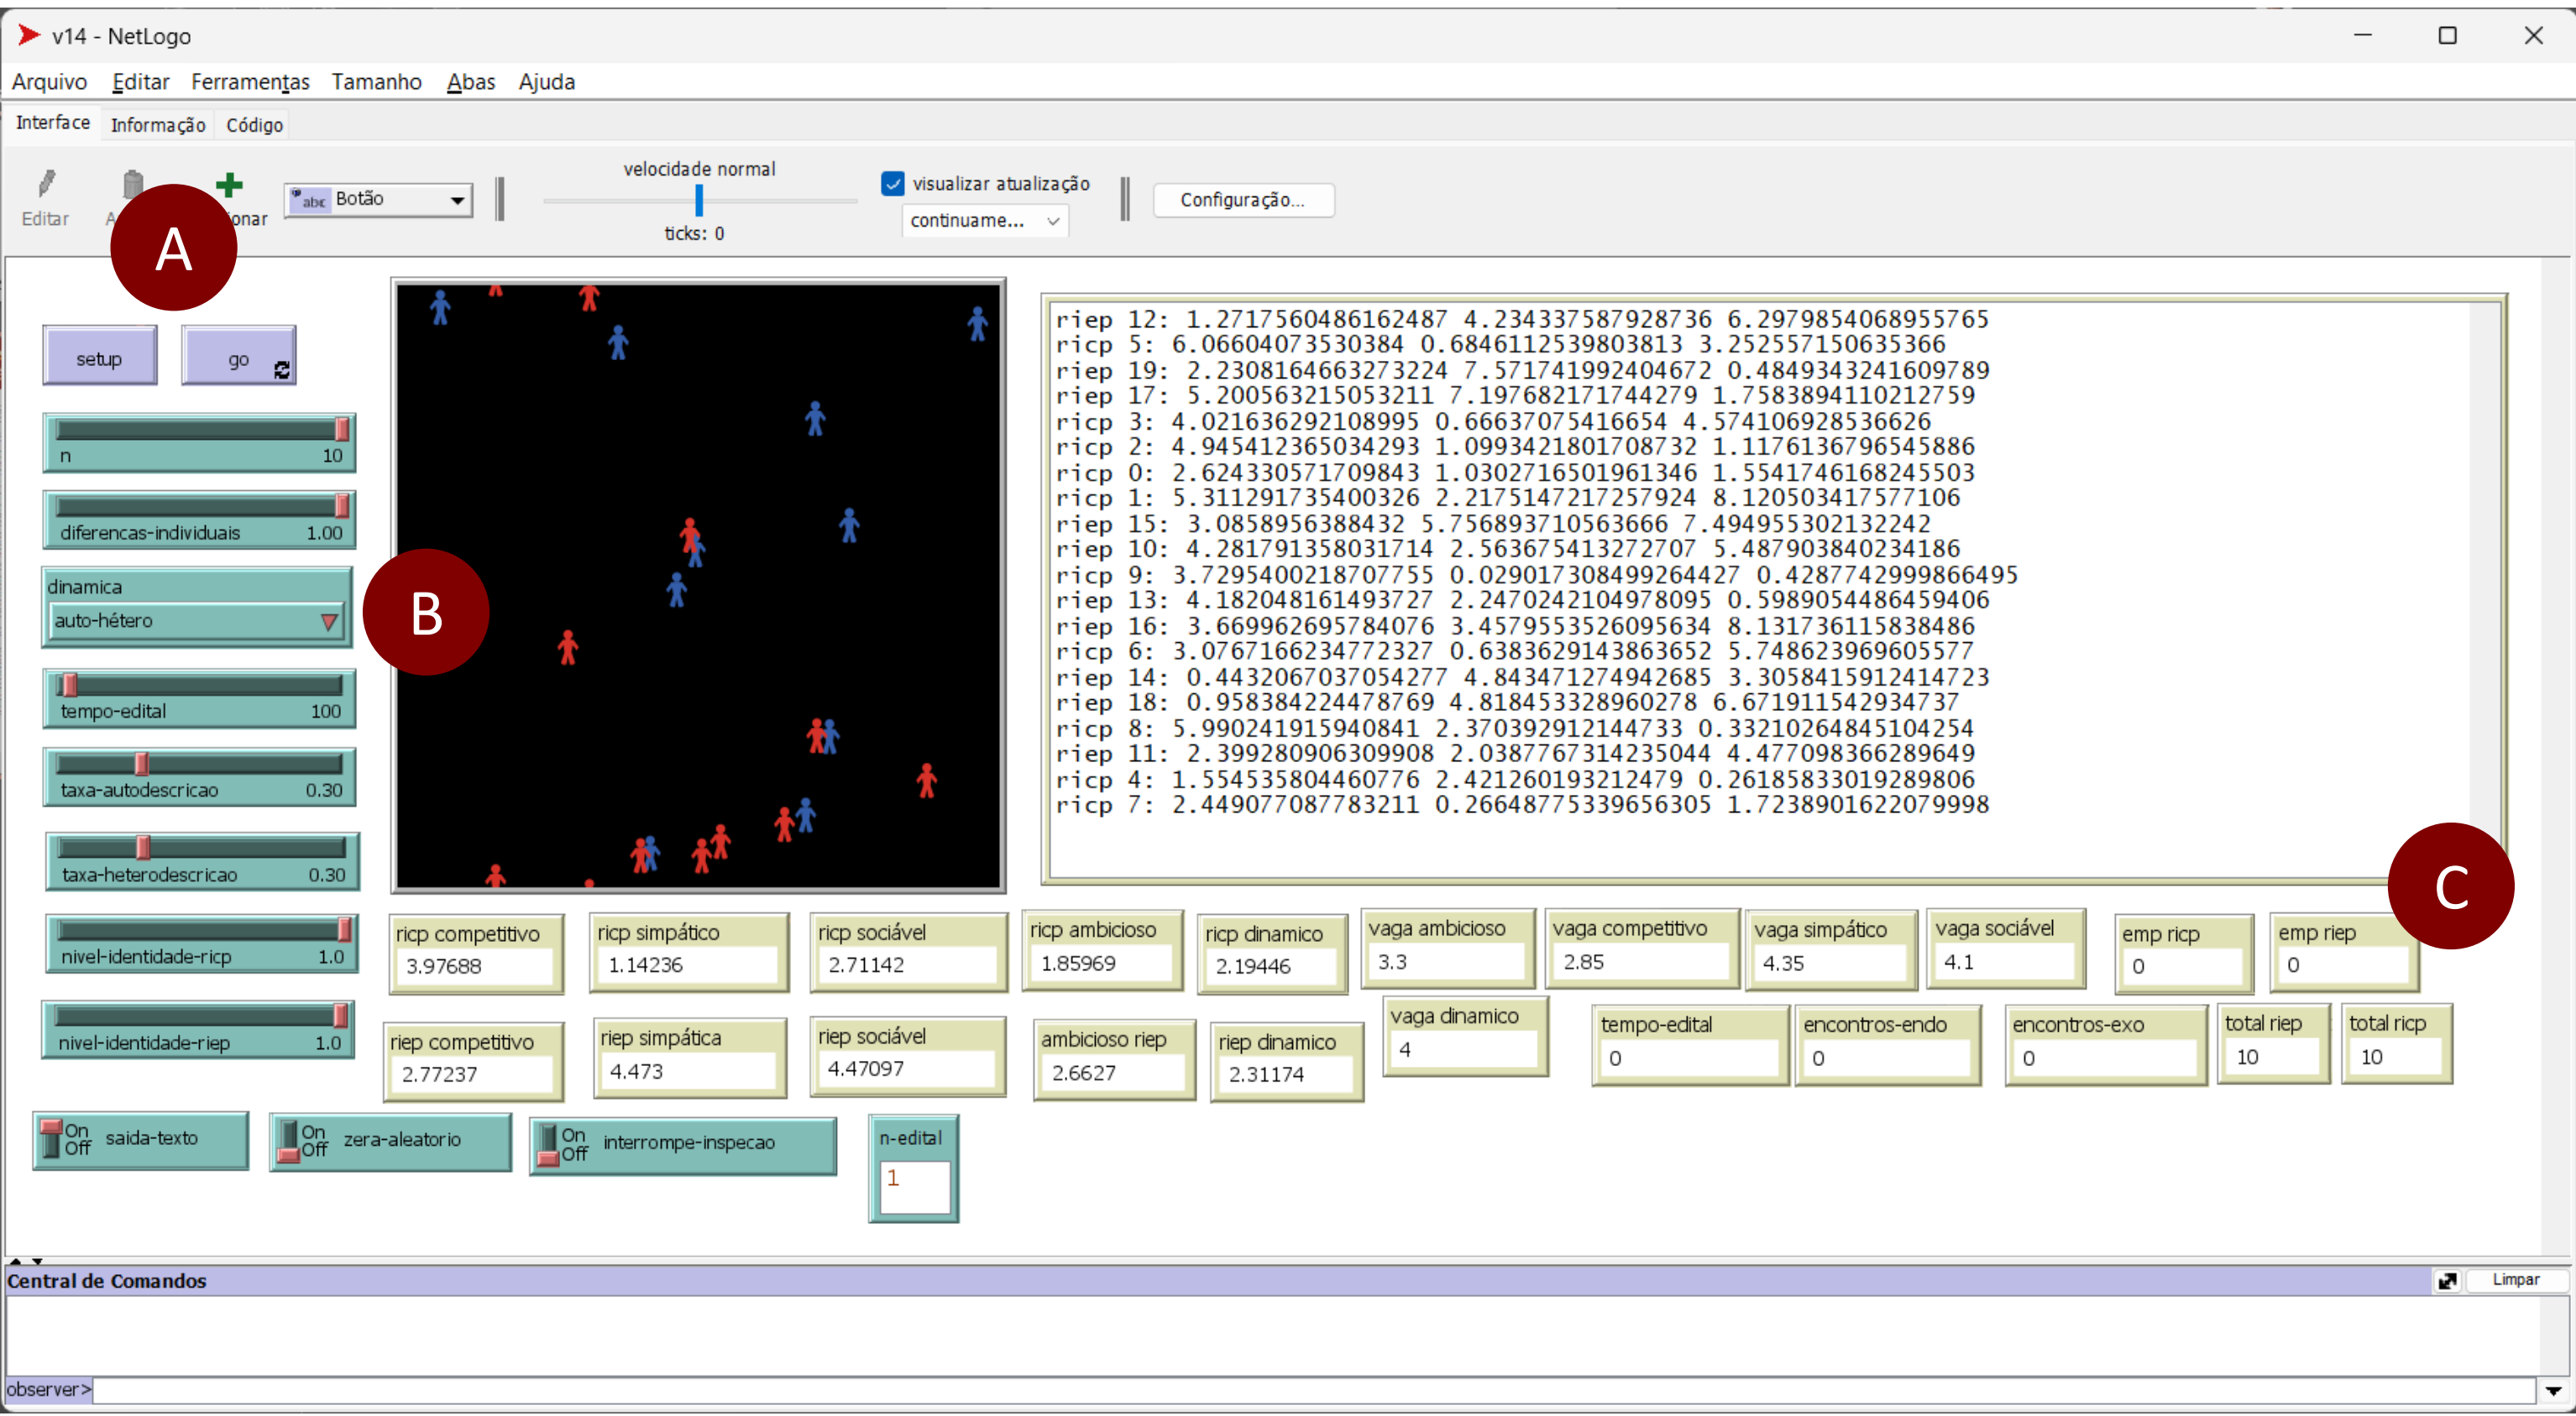 v14 - NetLogo
Arquivo Editar Ferramentas Tamanho Abas Ajuda
Interface Informação Código
velocidade normal
visualizar atualização
Editar
abc Botão
continuame...
Configuração...
ticks: 0
A
setup go
n 10
diferencas-individuais 1.00
dinamica
auto-hétero
B
tempo-edital 100
taxa-autodescricao 0.30
taxa-heterodescricao 0.30
nivel-identidade-ricp 1.0
nivel-identidade-riep 1.0
riep 12: 1.2717560486162487 4.234337587928736 6.2979854068955765
ricp 5: 6.06604073530384 0.6846112539803813 3.252557150635366
riep 19: 2.2308164663273224 7.571741992404672 0.4849343241609789
riep 17: 5.200563215053211 7.197682171744279 1.7583894110212759
ricp 3: 4.021636292108995 0.66637075416654 4.574106928536626
ricp 2: 4.945412365034293 1.0993421801708732 1.1176136796545886
ricp 0: 2.624330571709843 1.0302716501961346 1.5541746168245503
ricp 1: 5.311291735400326 2.2175147217257924 8.120503417577106
riep 15: 3.0858956388432 5.756893710563666 7.494955302132242
riep 10: 4.281791358031714 2.563675413272707 5.487903840234186
ricp 9: 3.7295400218707755 0.029017308499264427 0.4287742999866495
riep 13: 4.182048161493727 2.2470242104978095 0.5989054486459406
riep 16: 3.669962695784076 3.4579553526095634 8.131736115838486
ricp 6: 3.0767166234772327 0.6383629143863652 5.748623969605577
riep 14: 0.4432067037054277 4.843471274942685 3.3058415912414723
riep 18: 0.958384224478769 4.818453328960278 6.671911542934737
ricp 8: 5.990241915940841 2.370392912144733 0.33210264845104254
riep 11: 2.399280906309908 2.0387767314235044 4.477098366289649
ricp 4: 1.554535804460776 2.421260193212479 0.26185833019289806
ricp 7: 2.449077087783211 0.26648775339656305 1.7238901622079998
C
ricp competitivo ricp simpático ricp sociável ricp ambicioso ricp dinamico vaga ambicioso vaga competitivo vaga simpático vaga sociável emp ricp emp riep
3.97688 1.14236 2.71142 1.85969 2.19446 3.3 2.85 4.35 4.1 0 0
riep competitivo riep simpática riep sociável ambicioso riep riep dinamico vaga dinamico tempo-edital encontros-endo encontros-exo total riep total ricp
2.77237 4.473 4.47097 2.6627 2.31174 4 0 0 0 10 10
On
Off saida-texto
On
Off zera-aleatorio
On
Off interrompe-inspecao
n-edital
1
Central de Comandos Limpar
observer>